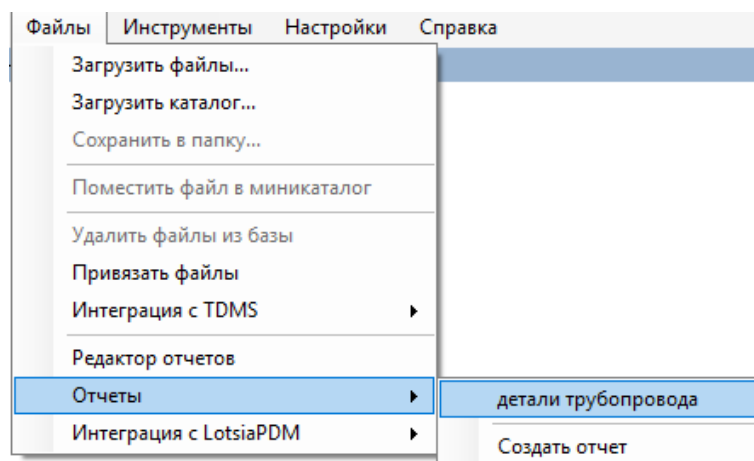 Файлы Инструменты Настройки Справка
Загрузить файлы...
Загрузить каталог...
Сохранить в папку...
Поместить файл в миникаталог
Удалить файлы из базы
Привязать файлы
Интеграция с TDMS
Редактор отчетов
Отчеты детали трубопровода
Интеграция с LotsiaPDM Создать отчет